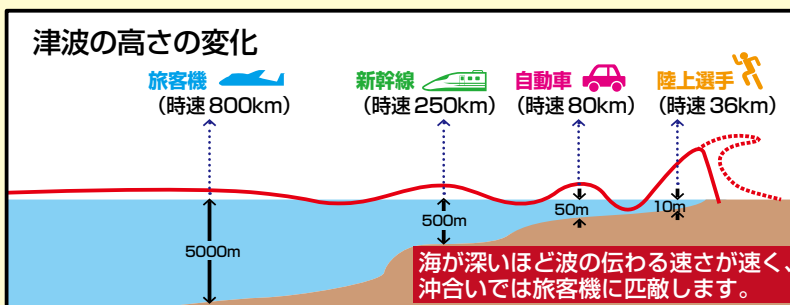 津波の高さの変化
旅客機 新幹線 自動車 陸上選手
(時速800km) (時速250km) (時速80km) (時速36km)
5000m 500m 50m 10m
海が深いほど波の伝わる速さが速く、
沖合いでは旅客機に匹敵します。